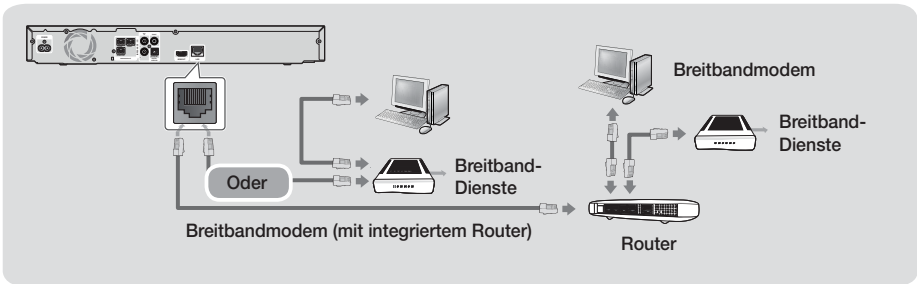 Breitbandmodem
Breitband-
Dienste
Breitband-
Dienste
Oder
Breitbandmodem (mit integriertem Router)
Router